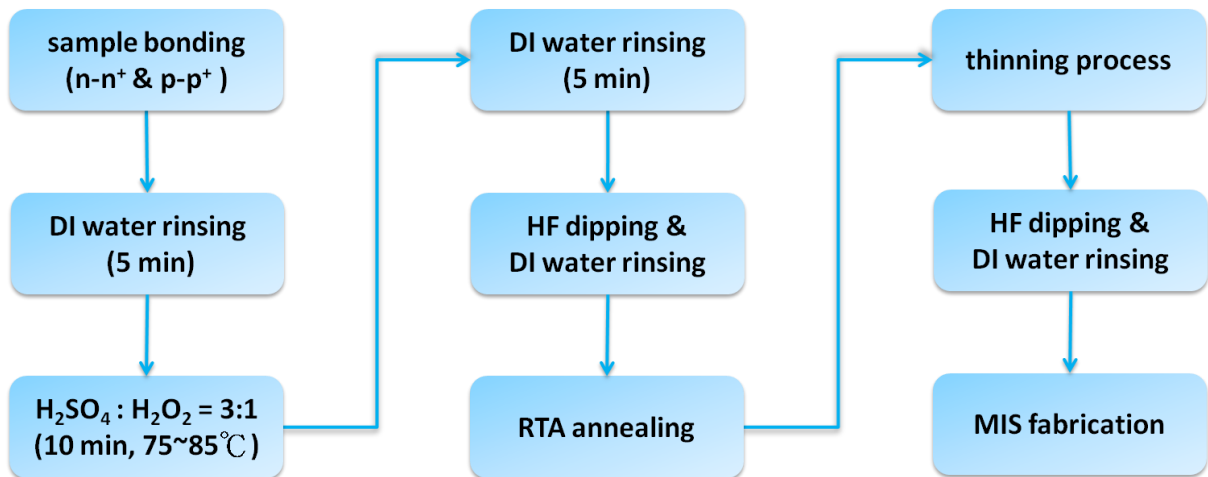 sample bonding
(n-n⁺ & p-p⁺ )
DI water rinsing
(5 min)
H₂SO₄ : H₂O₂ = 3:1
(10 min, 75~85℃)
DI water rinsing
(5 min)
HF dipping &
DI water rinsing
RTA annealing
thinning process
HF dipping &
DI water rinsing
MIS fabrication